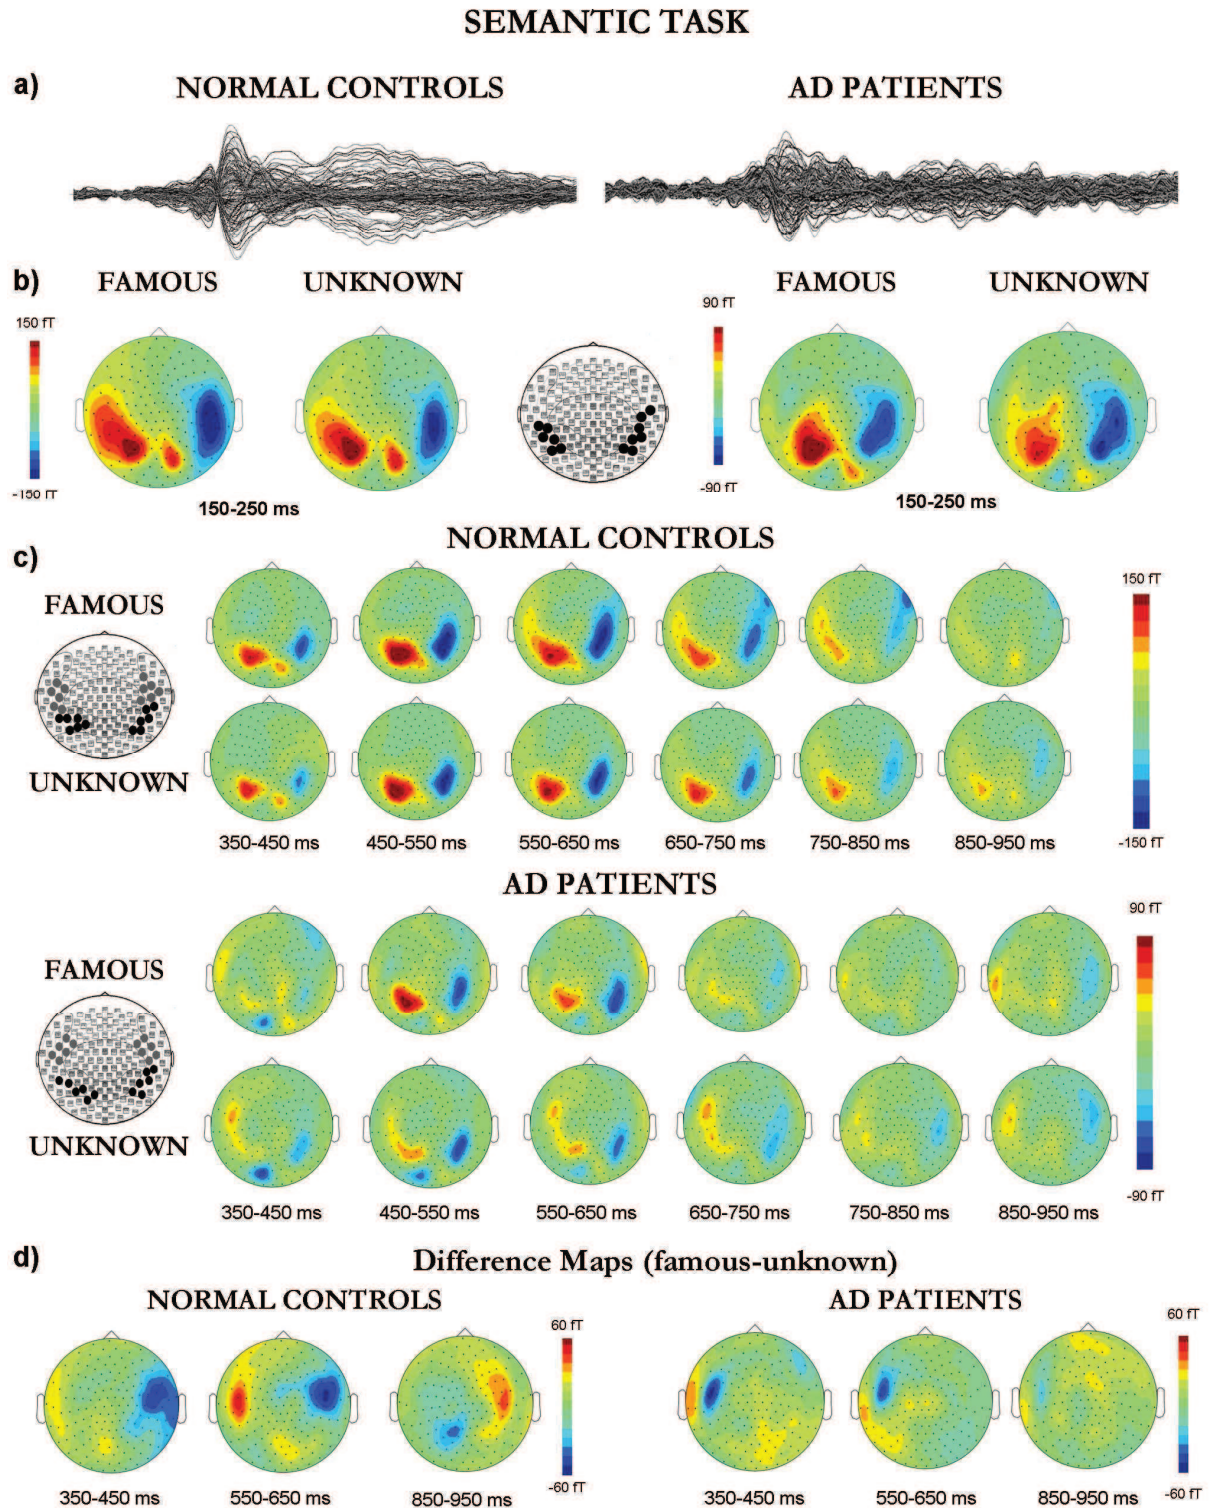 SEMANTIC TASK
a)
NORMAL CONTROLS
AD PATIENTS
b)
FAMOUS
UNKNOWN
FAMOUS
UNKNOWN
150 fT
-150 fT
90 fT
-90 fT
150-250 ms
150-250 ms
c)
NORMAL CONTROLS
FAMOUS
UNKNOWN
150 fT
-150 fT
350-450 ms
450-550 ms
550-650 ms
650-750 ms
750-850 ms
850-950 ms
AD PATIENTS
FAMOUS
UNKNOWN
90 fT
-90 fT
350-450 ms
450-550 ms
550-650 ms
650-750 ms
750-850 ms
850-950 ms
d)
Difference Maps (famous-unknown)
NORMAL CONTROLS
AD PATIENTS
60 fT
-60 fT
60 fT
-60 fT
350-450 ms
550-650 ms
850-950 ms
350-450 ms
550-650 ms
850-950 ms